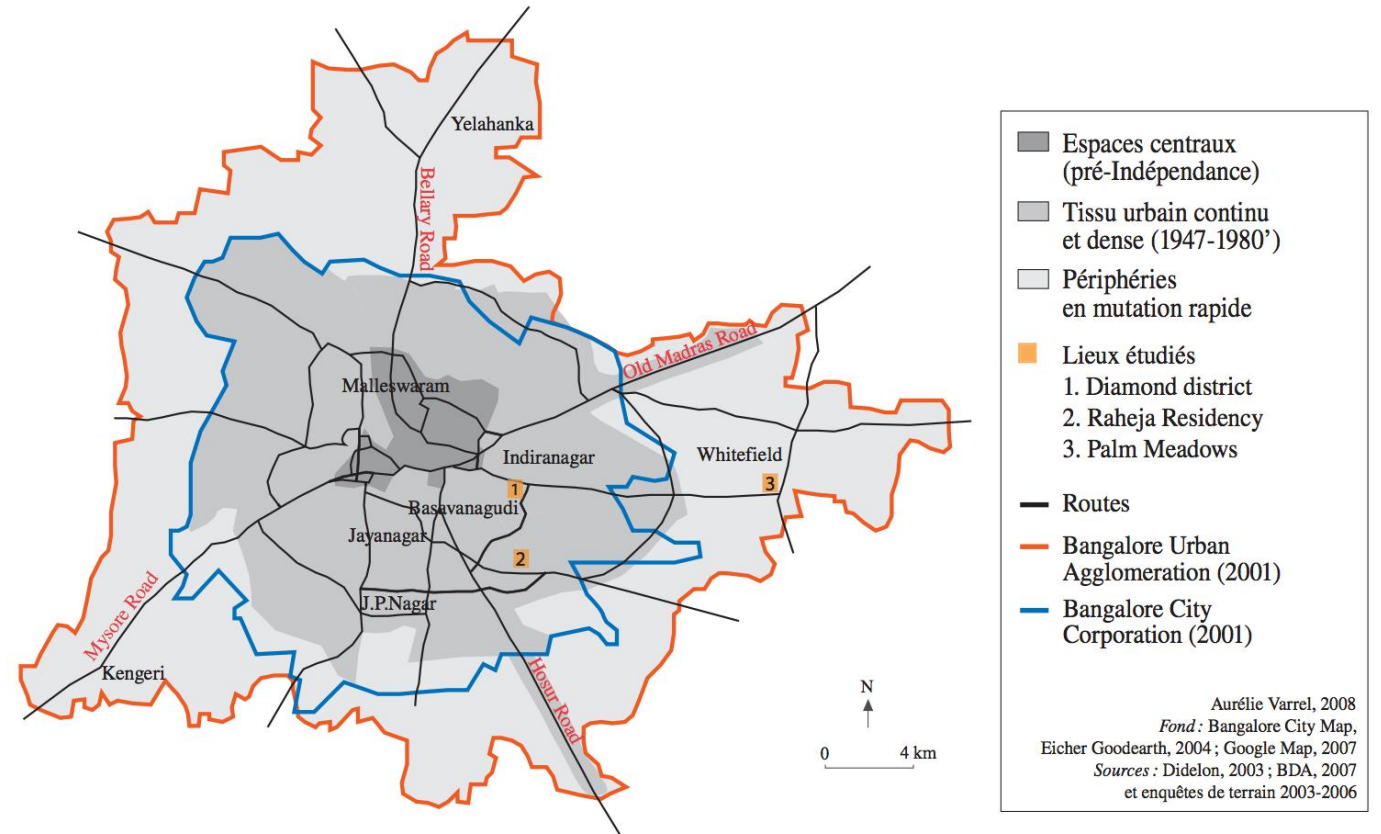 Yelahanka
Bellary Road
Old Madras Road
Malleswaram
Indiranagar
Whitefield
3
1
Basavanagudi
Jayanagar
2
J.P.Nagar
Mysore Road
Kengeri
Hosur Road
N
0 4 km
Espaces centraux
(pré-Indépendance)
Tissu urbain continu
et dense (1947-1980’)
Périphéries
en mutation rapide
Lieux étudiés
1. Diamond district
2. Raheja Residency
3. Palm Meadows
Routes
Bangalore Urban
Agglomeration (2001)
Bangalore City
Corporation (2001)
Aurélie Varrel, 2008
Fond : Bangalore City Map,
Eicher Goodearth, 2004 ; Google Map, 2007
Sources : Didelon, 2003 ; BDA, 2007
et enquêtes de terrain 2003-2006